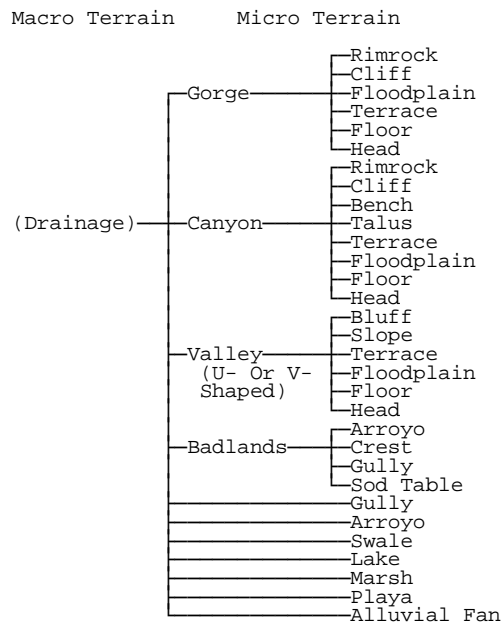 Macro Terrain Micro Terrain
Rimrock
Cliff
Gorge Floodplain
Terrace
Floor
Head
Rimrock
Cliff
Bench
(Drainage) Canyon Talus
Terrace
Floodplain
Floor
Head
Bluff
Slope
Valley Terrace
(U- Or V- Floodplain
Shaped) Floor
Head
Arroyo
Badlands Crest
Gully
Sod Table
Gully
Arroyo
Swale
Lake
Marsh
Playa
Alluvial Fan